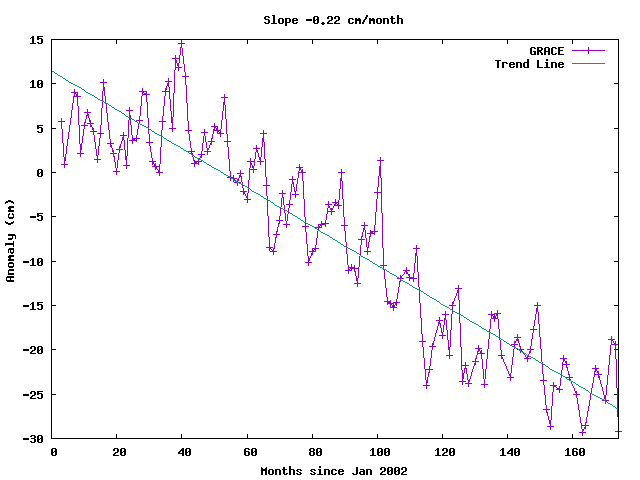 Slope -0.22 cm/month
GRACE
Trend Line
15
10
5
0
-5
-10
-15
-20
-25
-30
Anomaly (cm)
0 20 40 60 80 100 120 140 160
Months since Jan 2002